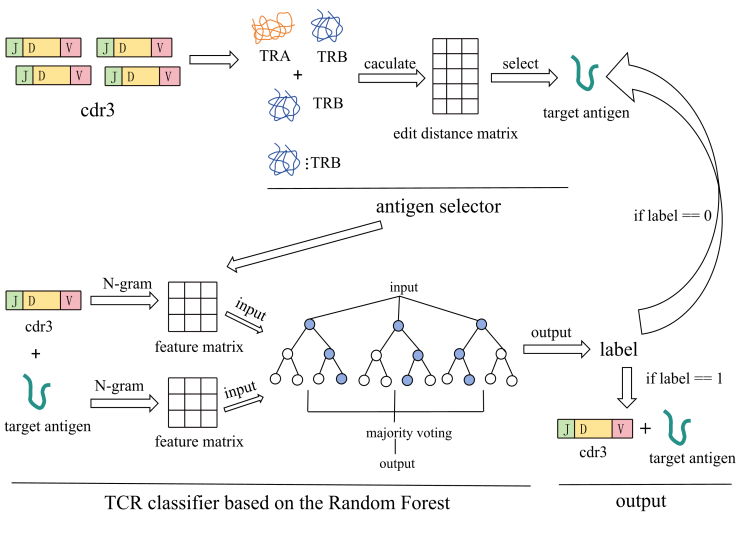 J D V J D V
J D V J D V
cdr3
TRA TRB
+
TRB
⋮TRB
caculate
edit distance matrix
select
target antigen
antigen selector
if label == 0
J D V
cdr3
+
target antigen
N-gram
feature matrix
input
N-gram
feature matrix
input
input
majority voting
output
output
label
if label == 1
J D V +
cdr3
target antigen
TCR classifier based on the Random Forest
output